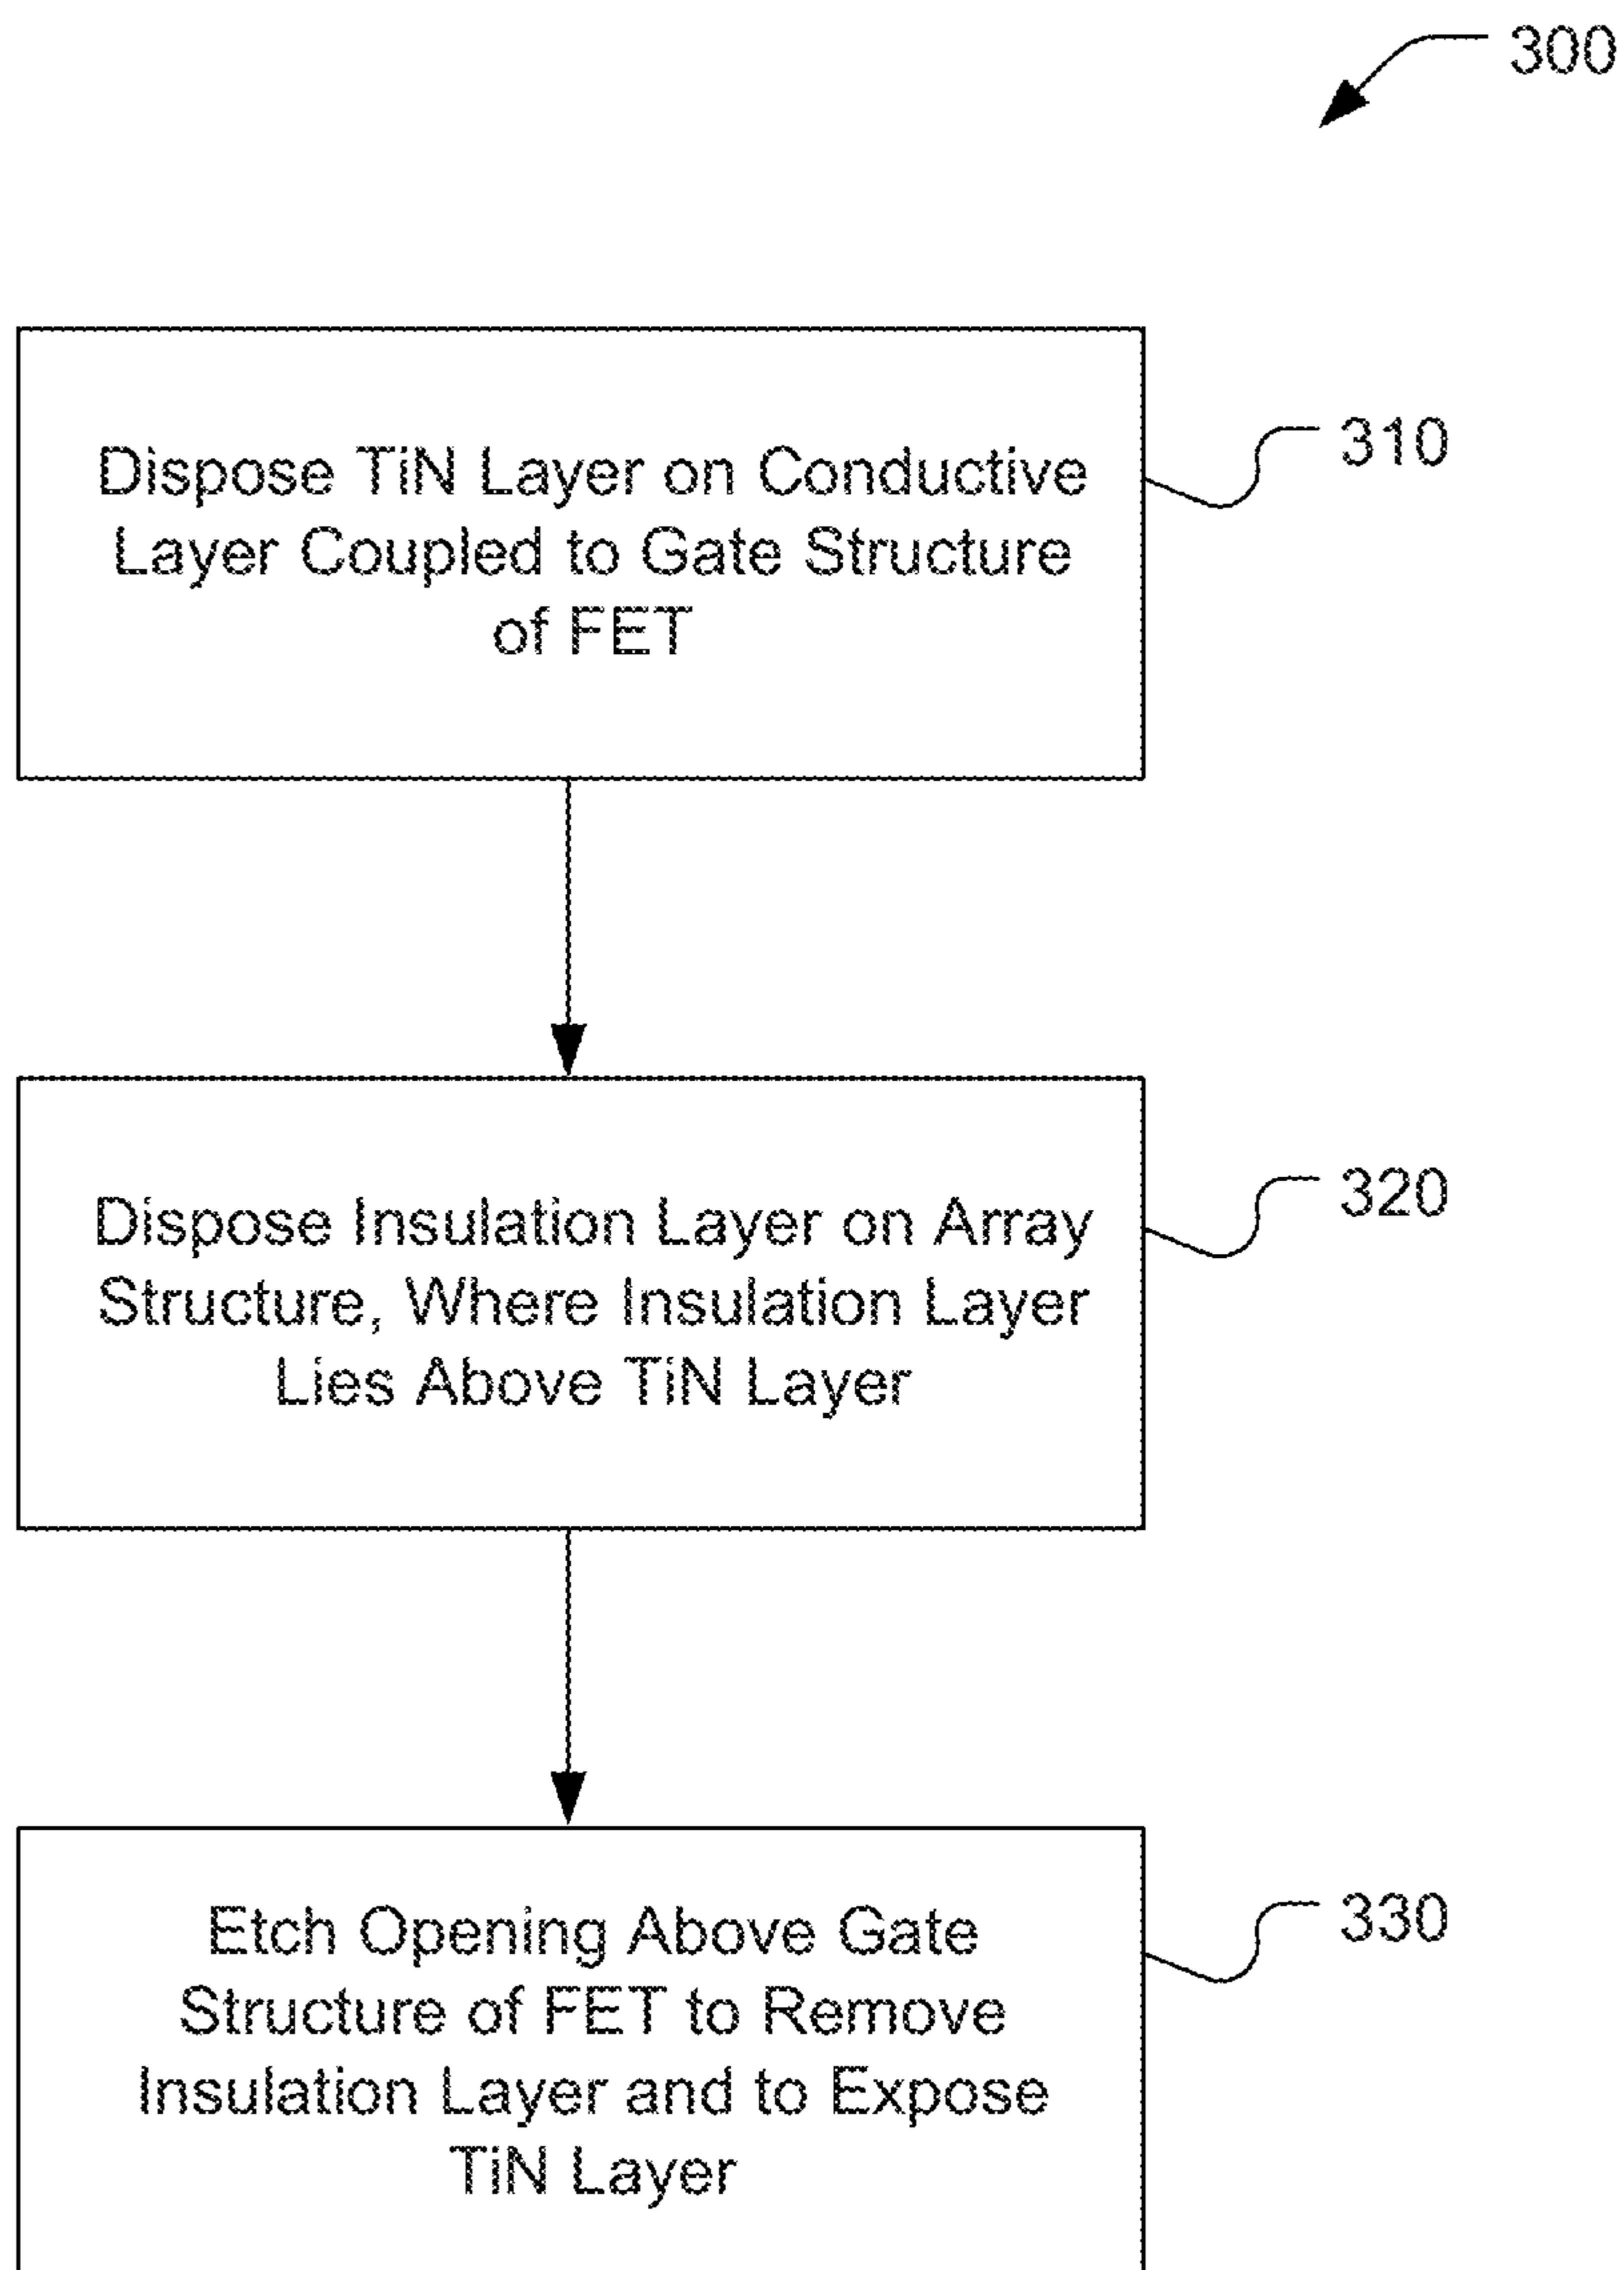 300
Dispose TiN Layer on Conductive
Layer Coupled to Gate Structure
of FET
310
Dispose Insulation Layer on Array
Structure, Where Insulation Layer
Lies Above TiN Layer
320
Etch Opening Above Gate
Structure of FET to Remove
Insulation Layer and to Expose
TiN Layer
330